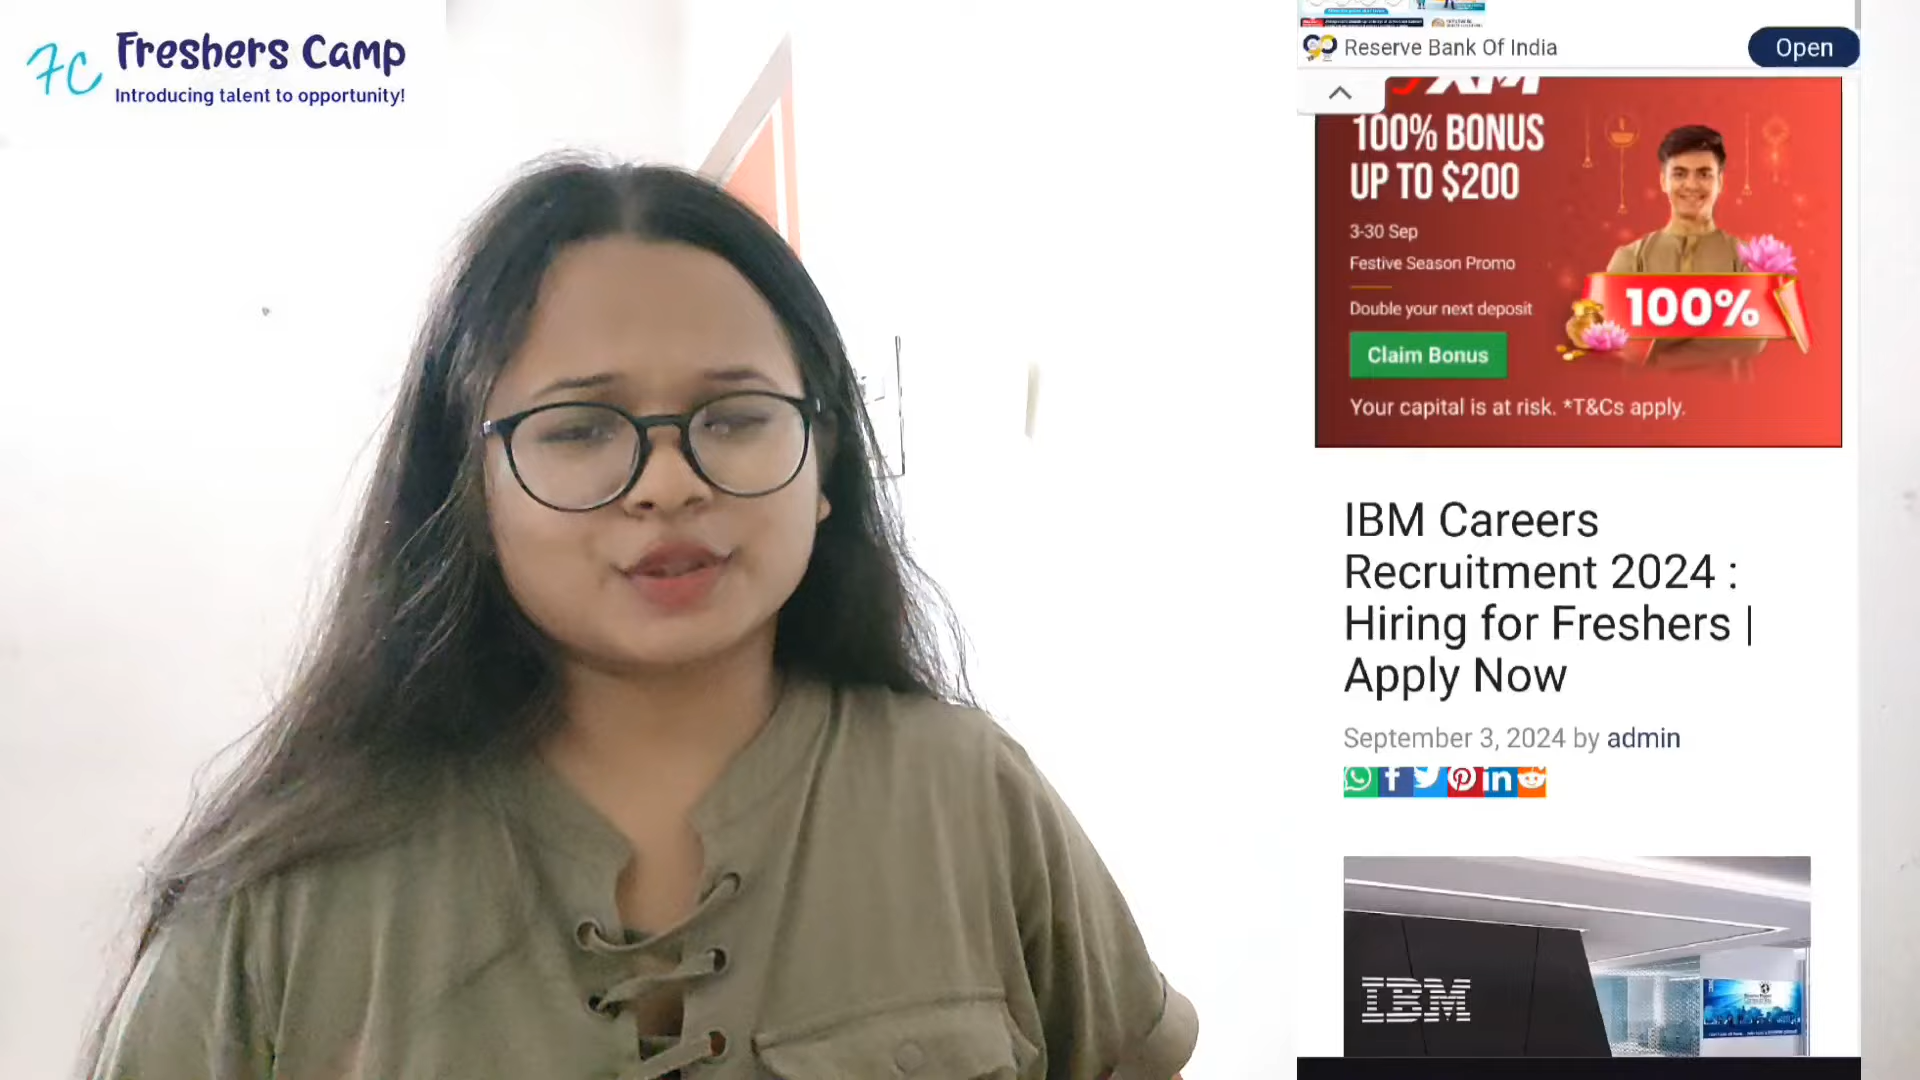 FC Freshers Camp
Introducing talent to opportunity!
Reserve Bank Of India
Open
XM
100% BONUS
UP TO $200
3-30 Sep
Festive Season Promo
Double your next deposit
100%
Claim Bonus
Your capital is at risk. *T&Cs apply.
IBM Careers
Recruitment 2024 :
Hiring for Freshers |
Apply Now
September 3, 2024 by admin
IBM